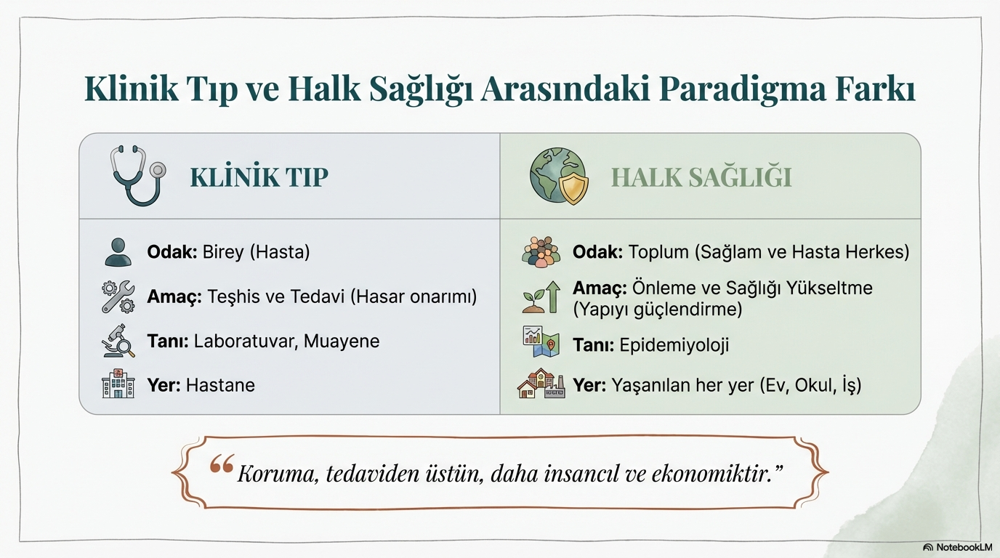 Klinik Tıp ve Halk Sağlığı Arasındaki Paradigma Farkı
KLİNİK TIP
Odak: Birey (Hasta)
Amaç: Teşhis ve Tedavi (Hasar onarımı)
Tanı: Laboratuvar, Muayene
Yer: Hastane
HALK SAĞLIĞI
Odak: Toplum (Sağlam ve Hasta Herkes)
Amaç: Önleme ve Sağlığı Yükseltme
(Yapıyı güçlendirme)
Tanı: Epidemiyoloji
Yer: Yaşanılan her yer (Ev, Okul, İş)
“Koruma, tedaviden üstün, daha insancıl ve ekonomiktir.”
NotebookLM